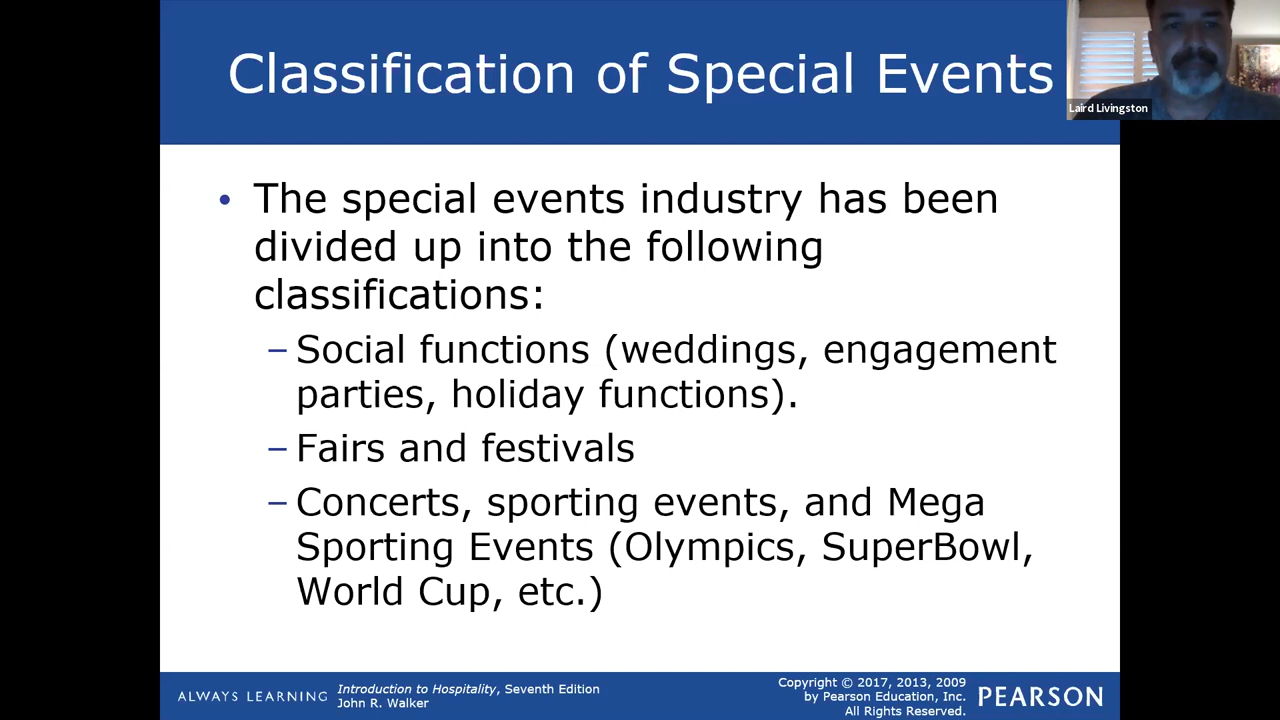 Classification of Special Events
Laird Livingston
• The special events industry has been
divided up into the following
classifications:
– Social functions (weddings, engagement
parties, holiday functions).
– Fairs and festivals
– Concerts, sporting events, and Mega
Sporting Events (Olympics, SuperBowl,
World Cup, etc.)
ALWAYS LEARNING
Introduction to Hospitality, Seventh Edition
John R. Walker
Copyright © 2017, 2013, 2009
by Pearson Education, Inc.
All Rights Reserved.
PEARSON